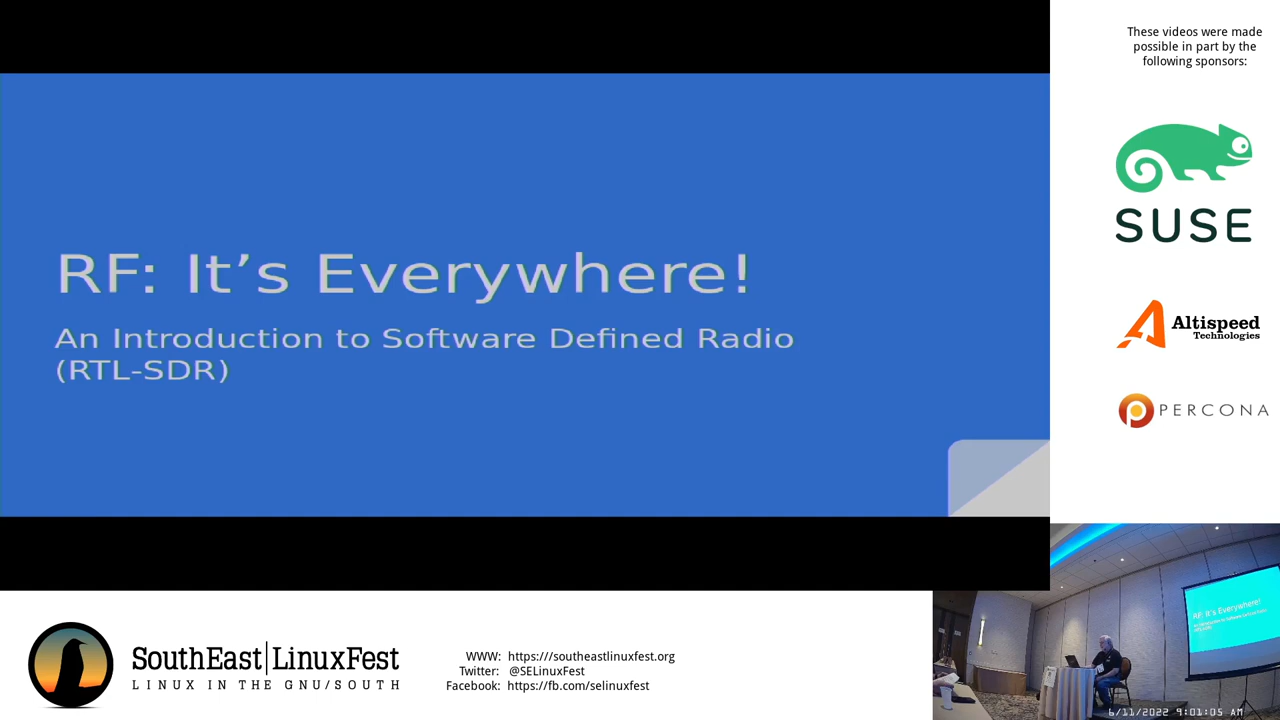 These videos were made
possible in part by the
following sponsors:
SUSE
Altispeed
Technologies
PERCONA
RF: It’s Everywhere!
An Introduction to Software Defined Radio
(RTL-SDR)
SouthEast|LinuxFest
LINUX IN THE GNU/SOUTH
WWW: https:///southeastlinuxfest.org
Twitter: @SELinuxFest
Facebook: https://fb.com/selinuxfest
RF: It's Everywhere!
6/11/2022 9:01:05 AM